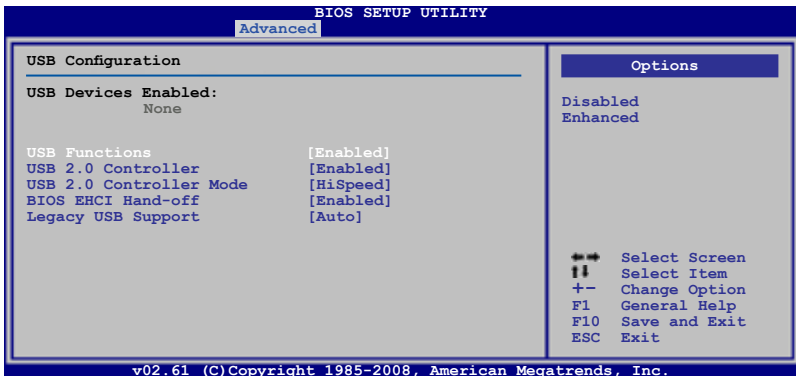 BIOS SETUP UTILITY
Advanced
USB Configuration
USB Devices Enabled:
None
USB Functions [Enabled]
USB 2.0 Controller [Enabled]
USB 2.0 Controller Mode [HiSpeed]
BIOS EHCI Hand-off [Enabled]
Legacy USB Support [Auto]
Options
Disabled
Enhanced
←→ Select Screen
↑↓ Select Item
+- Change Option
F1 General Help
F10 Save and Exit
ESC Exit
v02.61 (C)Copyright 1985-2008, American Megatrends, Inc.